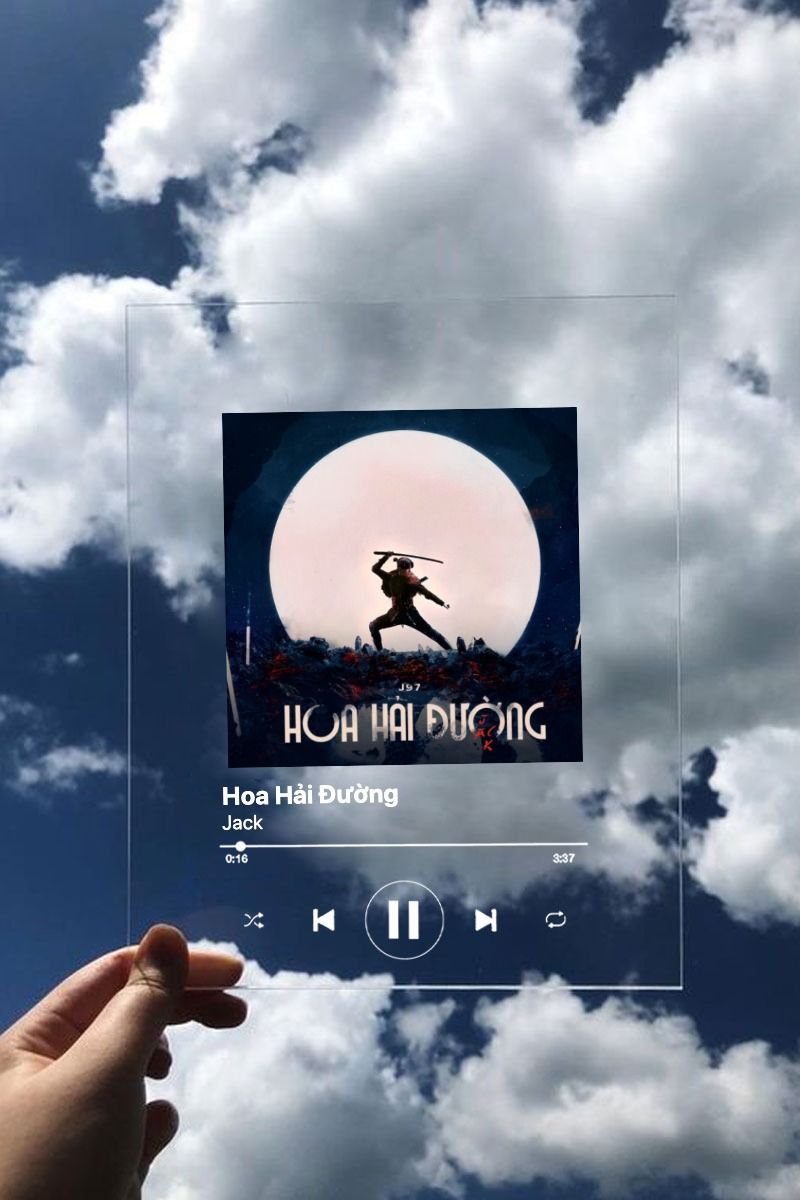 J97
HOA HẢI ĐƯỜNG
JACK
Hoa Hải Đường
Jack
0:16
3:37